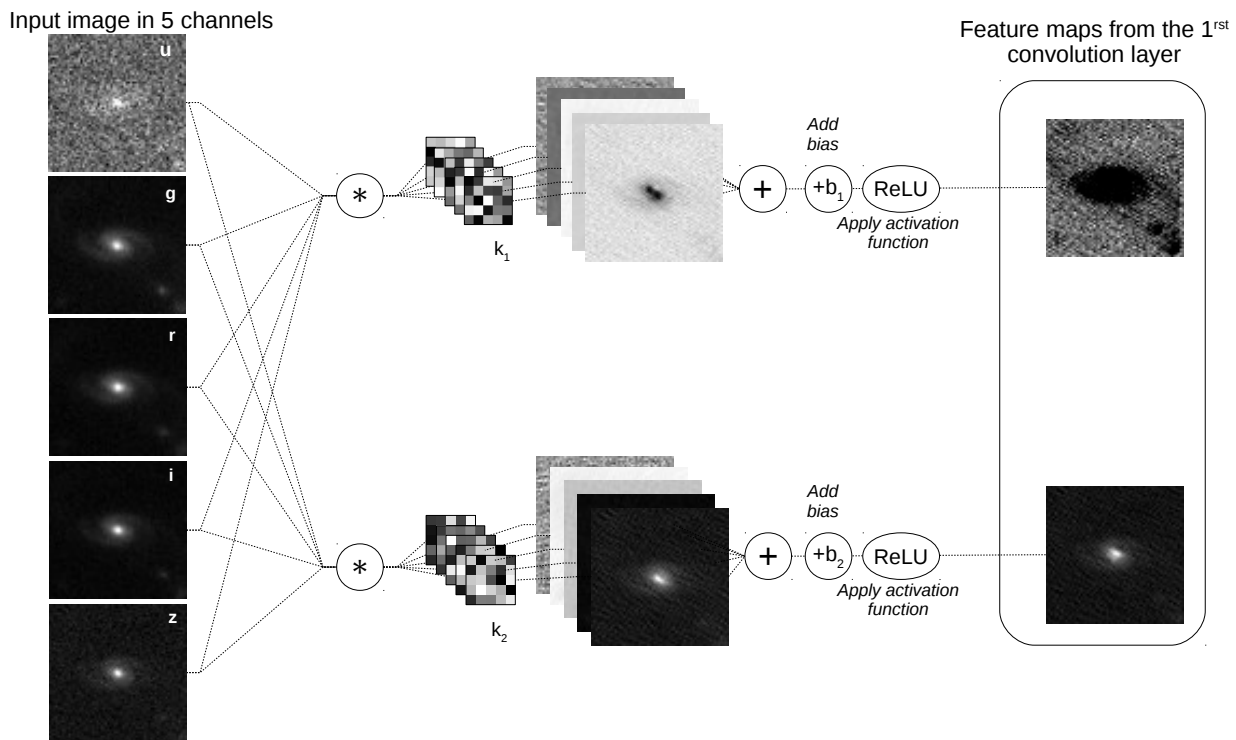 Input image in 5 channels
u
g
r
i
z
*
k₁
+
Add
bias
+b₁
ReLU
Apply activation
function
*
k₂
+
Add
bias
+b₂
ReLU
Apply activation
function
Feature maps from the 1ʳˢᵗ
convolution layer